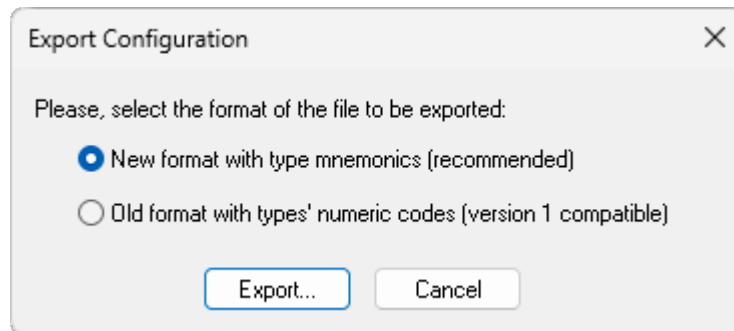 Export Configuration
Please, select the format of the file to be exported:
New format with type mnemonics (recommended)
Old format with types' numeric codes (version 1 compatible)
Export... Cancel